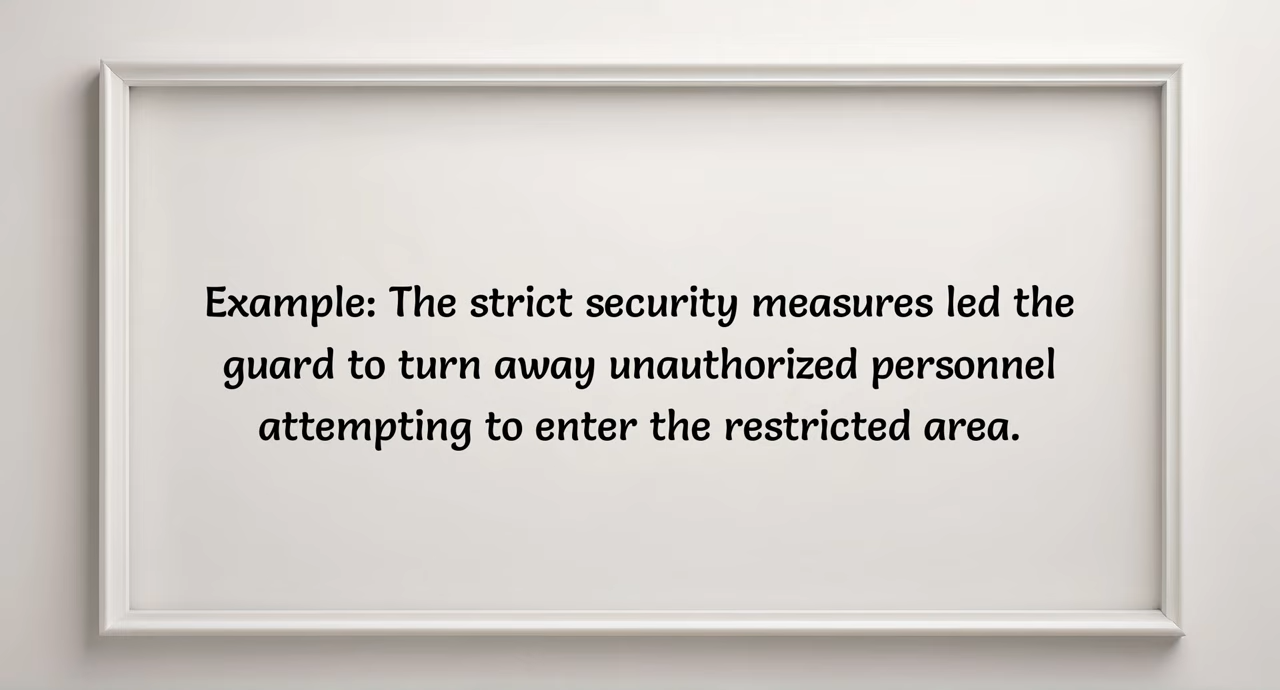 Example: The strict security measures led the
guard to turn away unauthorized personnel
attempting to enter the restricted area.